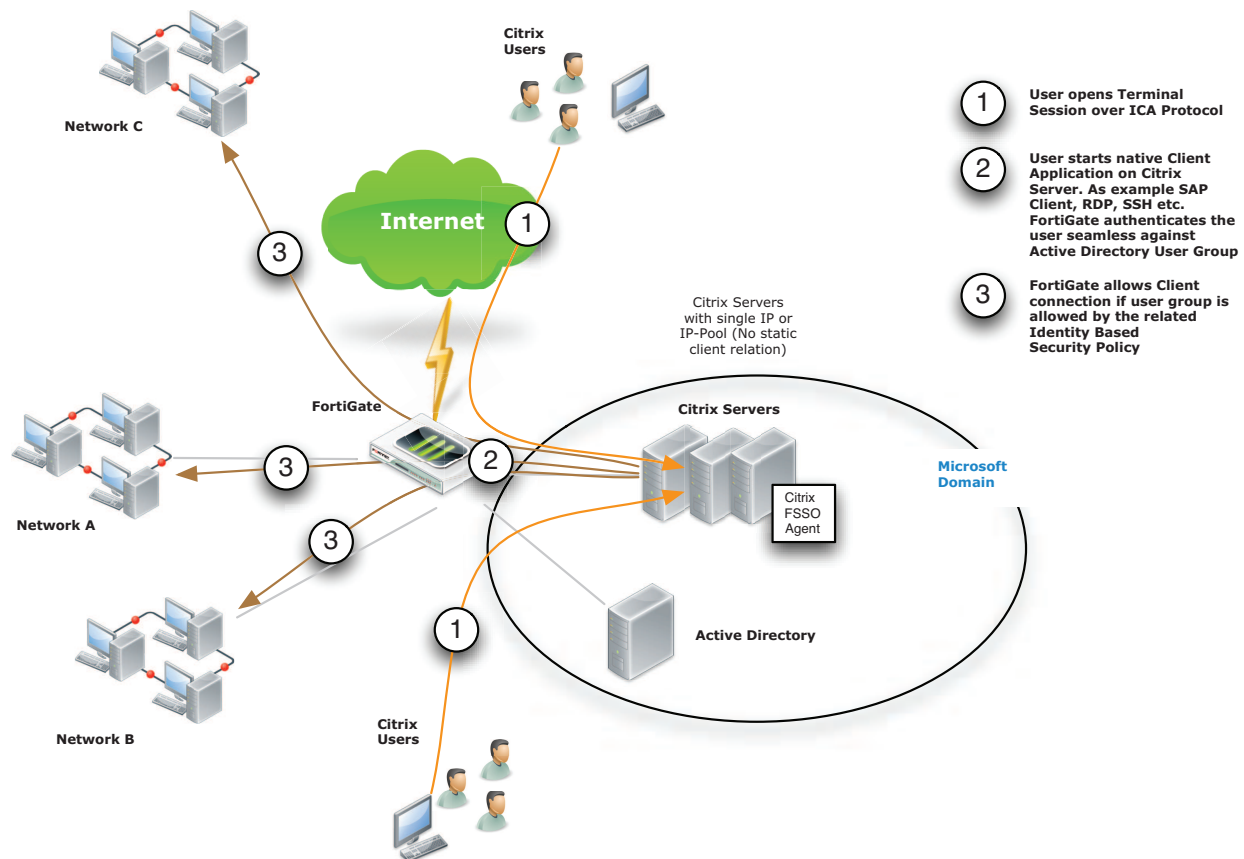 Citrix
Users
Network C
1
User opens Terminal
Session over ICA Protocol
2
User starts native Client
Application on Citrix
Server. As example SAP
Client, RDP, SSH etc.
FortiGate authenticates the
user seamless against
Active Directory User Group
3
FortiGate allows Client
connection if user group is
allowed by the related
Identity Based
Security Policy
Internet
1
3
Citrix Servers
with single IP or
IP-Pool (No static
client relation)
FortiGate
Citrix Servers
2
3
Microsoft
Domain
Citrix
FSSO
Agent
Network A
3
1
Active Directory
Network B
Citrix
Users